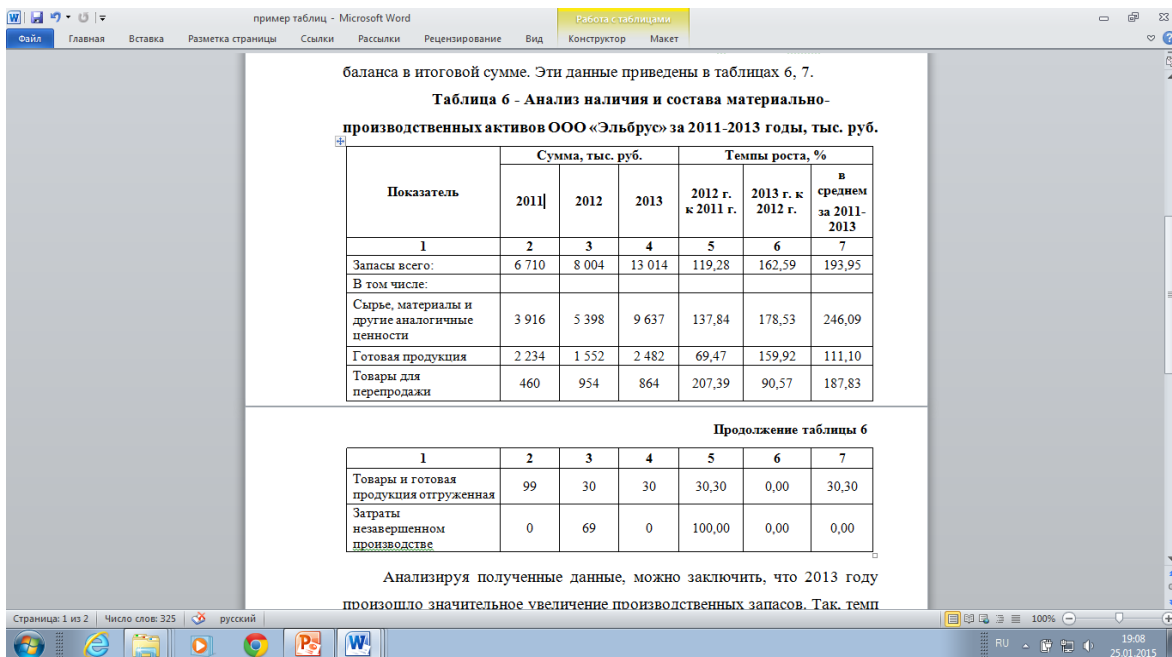 пример таблиц - Microsoft Word
Работа с таблицами
Файл Главная Вставка Разметка страницы Ссылки Рассылки Рецензирование Вид Конструктор Макет
баланса в итоговой сумме. Эти данные приведены в таблицах 6, 7.
Таблица 6 - Анализ наличия и состава материально-
производственных активов ООО «Эльбрус» за 2011-2013 годы, тыс. руб.
Показатель
Сумма, тыс. руб.
Темпы роста, %
2011
2012
2013
2012 г.
к 2011 г.
2013 г. к
2012 г.
в
среднем
за 2011-
2013
1 2 3 4 5 6 7
Запасы всего: 6 710 8 004 13 014 119,28 162,59 193,95
В том числе:
Сырье, материалы и
другие аналогичные
ценности
3 916 5 398 9 637 137,84 178,53 246,09
Готовая продукция 2 234 1 552 2 482 69,47 159,92 111,10
Товары для
перепродажи
460 954 864 207,39 90,57 187,83
Продолжение таблицы 6
1 2 3 4 5 6 7
Товары и готовая
продукция отгруженная
99 30 30 30,30 0,00 30,30
Затраты
незавершенном
производстве
0 69 0 100,00 0,00 0,00
Анализируя полученные данные, можно заключить, что 2013 году
произошло значительное увеличение производственных запасов. Так, темп
Страница: 1 из 2 Число слов: 325 русский 100%
RU 19:08
25.01.2015